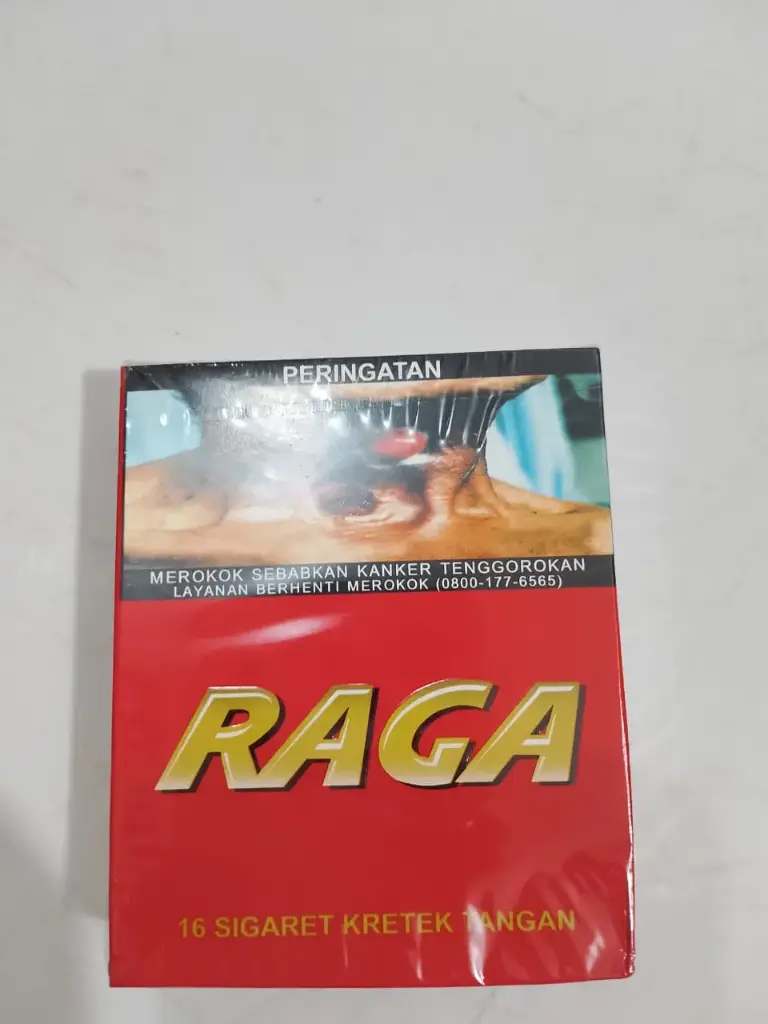 PERINGATAN
MEROKOK SEBABKAN KANKER TENGGOROKAN
LAYANAN BERHENTI MEROKOK (0800-177-6565)
RAGA
16 SIGARET KRETEK TANGAN